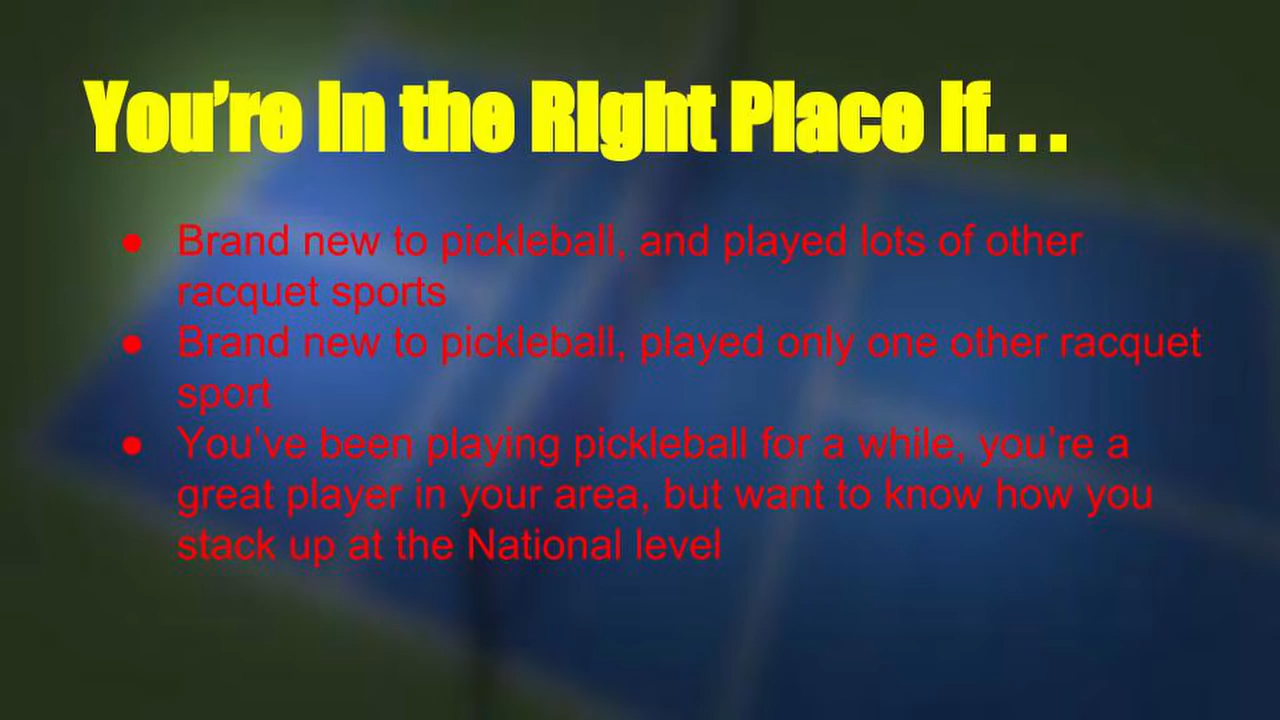 You're In the Right Place If. . .
● Brand new to pickleball, and played lots of other
racquet sports
● Brand new to pickleball, played only one other racquet
sport
● You've been playing pickleball for a while, you're a
great player in your area, but want to know how you
stack up at the National level